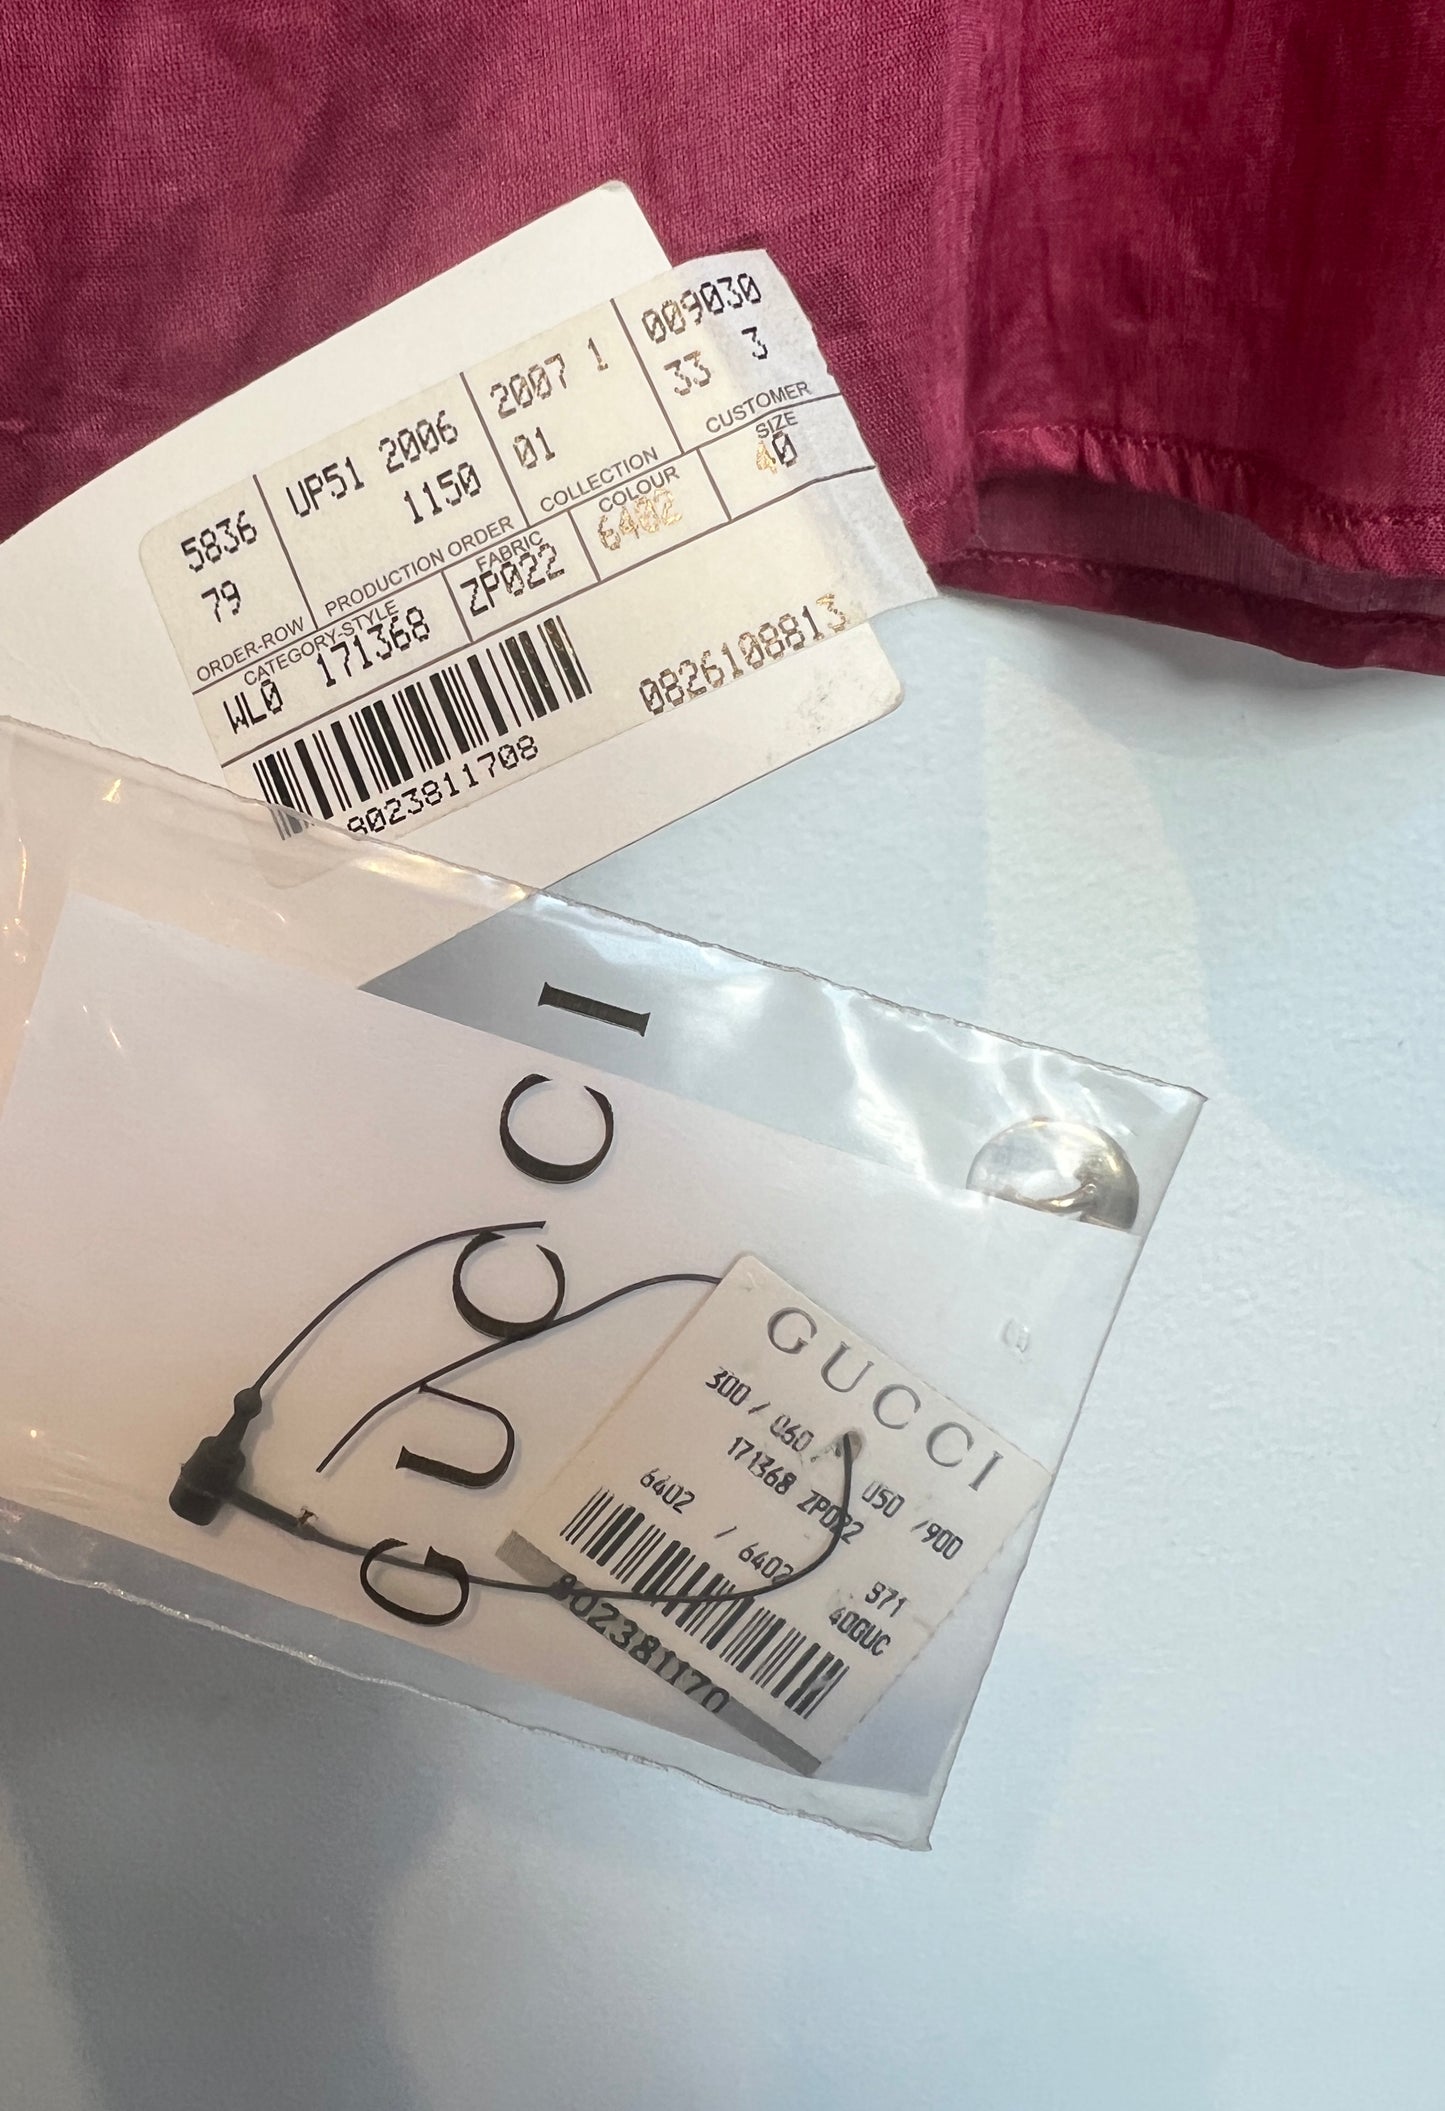 5836
79
ORDER-ROW
UP51 2006
1150
PRODUCTION ORDER
2007 1
01
COLLECTION
009030
33 3
CUSTOMER
CATEGORY-STYLE
WL0 171368
FABRIC
ZP022
COLOUR
6402
SIZE
40
8023811708
0826108813
GUCCI
GUCCI
300 / 060 050 /900
171368 ZP022
6402 / 6402 971
40GUC
802381170